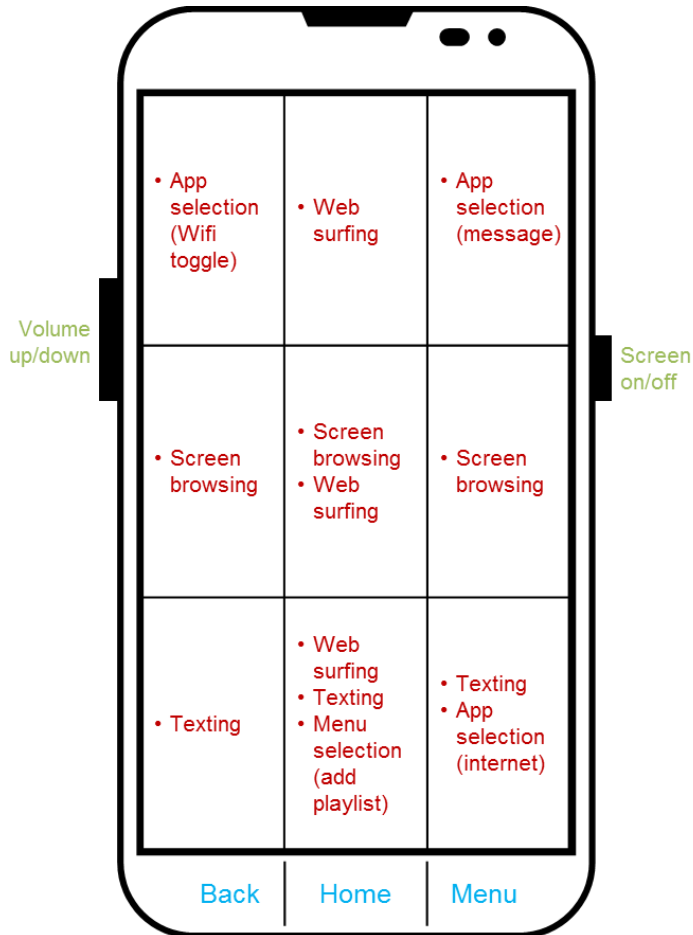 • App
selection
(Wifi
toggle)
• Web
surfing
• App
selection
(message)
Volume
up/down
Screen
on/off
• Screen
browsing
• Screen
browsing
• Web
surfing
• Screen
browsing
• Texting
• Web
surfing
• Texting
• Menu
selection
(add
playlist)
• Texting
• App
selection
(internet)
Back
Home
Menu